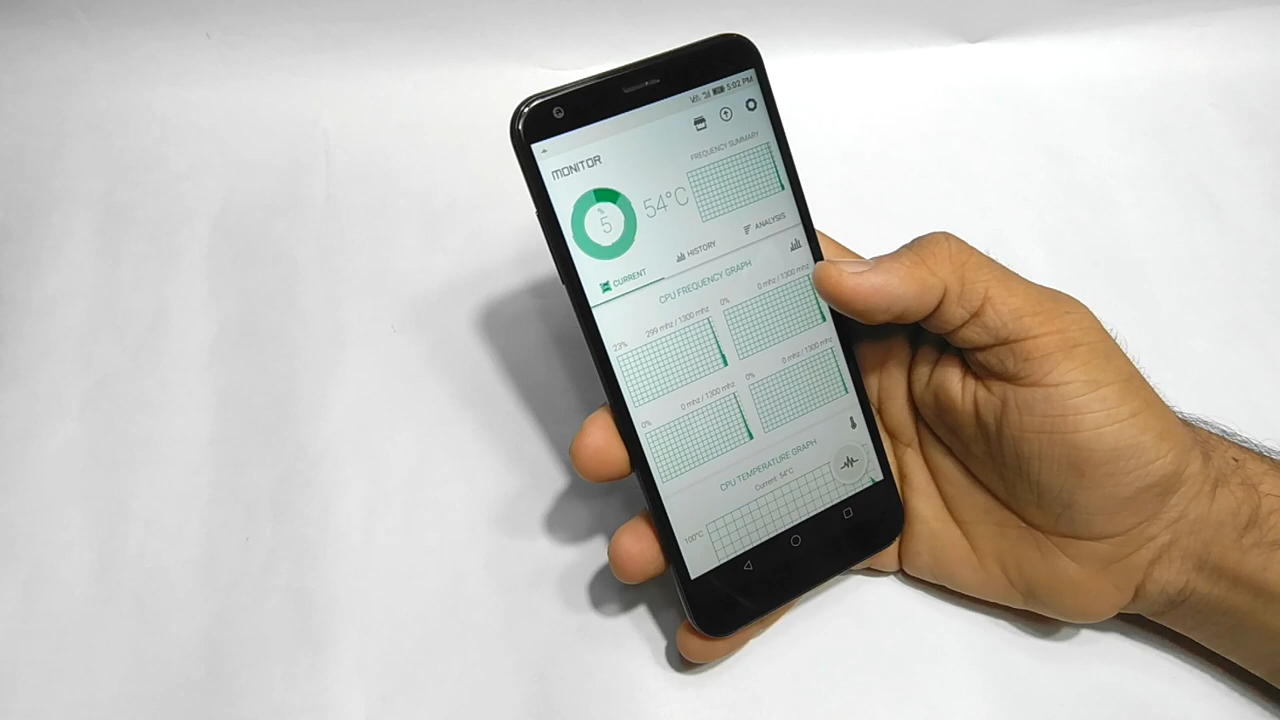 5:02 PM
MONITOR
FREQUENCY SUMMARY
%
5
54°C
CURRENT
HISTORY
ANALYSIS
CPU FREQUENCY GRAPH
23% 299 mhz / 1300 mhz
0% 0 mhz / 1300 mhz
0% 0 mhz / 1300 mhz
0% 0 mhz / 1300 mhz
CPU TEMPERATURE GRAPH
Current: 54°C
100°C